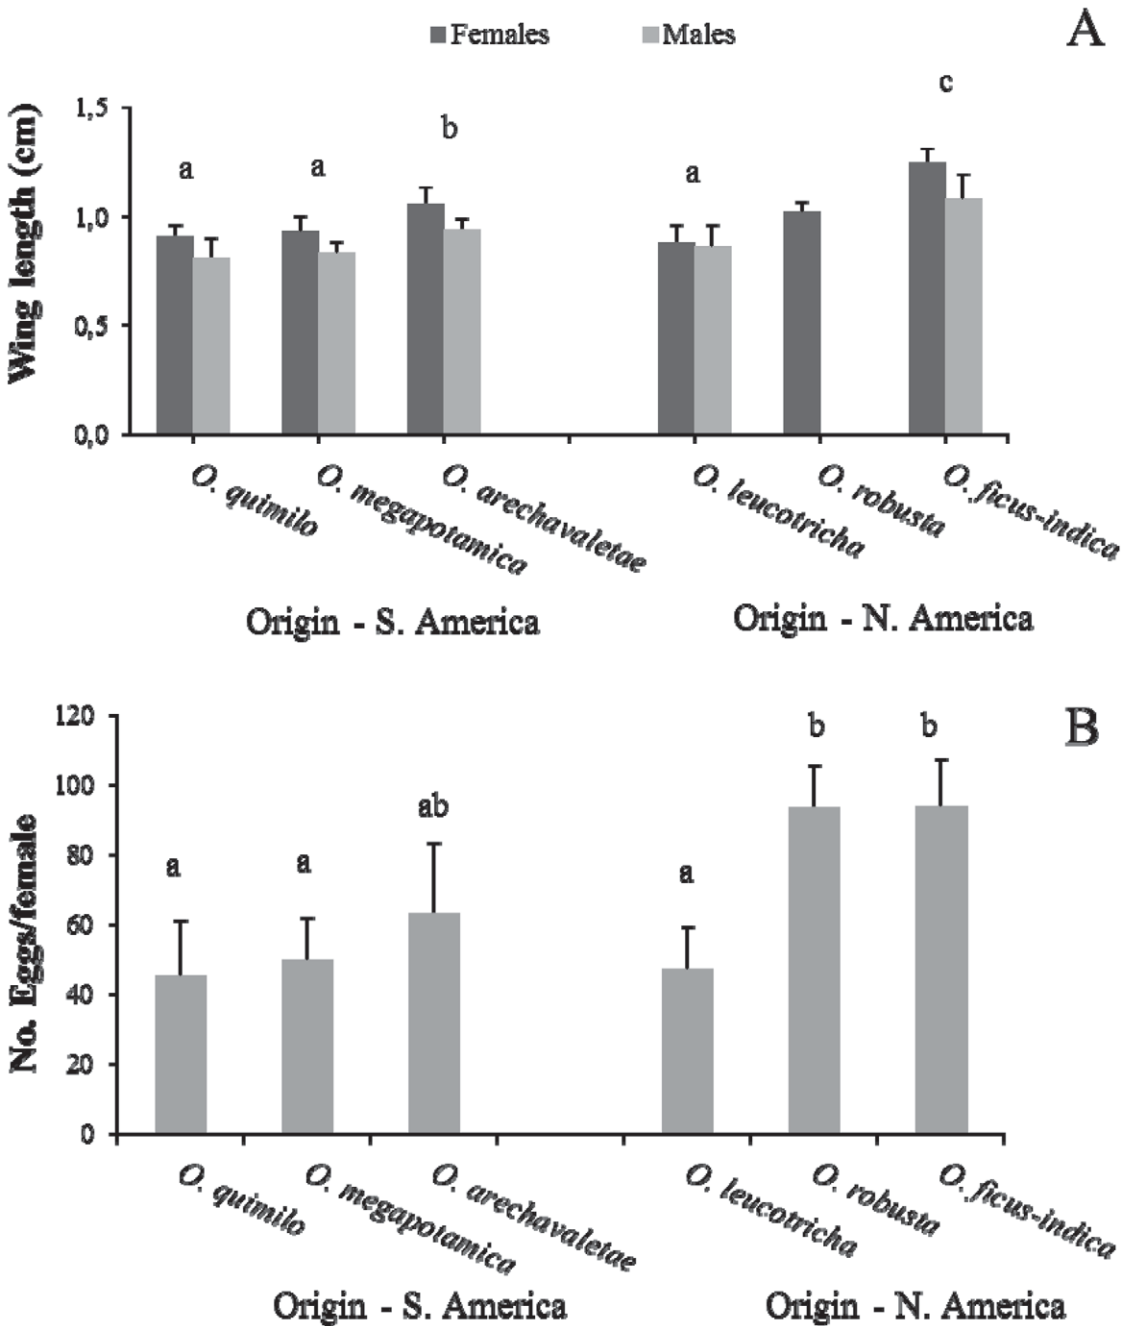 Females Males A
Wing length (cm)
c
1,5
b
a a a
1,0
0,5
0,0
O. quimilo O. megapotamica O. arechavaletae O. leucotricha O. robusta O. ficus-indica
Origin - S. America Origin - N. America
No. Eggs/female
B
120
b b
100
ab
80
a a a
60
40
20
0
O. quimilo O. megapotamica O. arechavaletae O. leucotricha O. robusta O. ficus-indica
Origin - S. America Origin - N. America